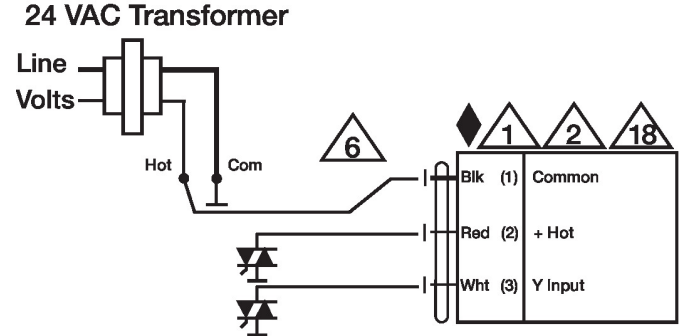 24 VAC Transformer
Line
Volts
Hot
Com
6
1
2
18
Blk (1) Common
Red (2) + Hot
Wht (3) Y Input